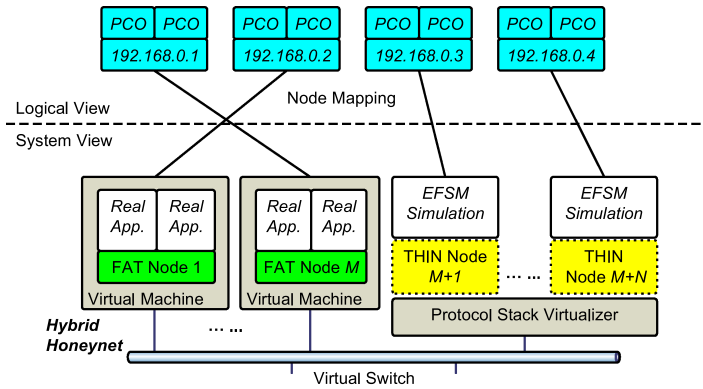 PCO PCO PCO PCO PCO PCO PCO PCO
192.168.0.1 192.168.0.2 192.168.0.3 192.168.0.4
Node Mapping
Logical View
System View
Real App. Real App. Real App. Real App. EFSM Simulation EFSM Simulation
FAT Node 1 FAT Node M THIN Node M+1 ... ... THIN Node M+N
Virtual Machine Virtual Machine Protocol Stack Virtualizer
Hybrid Honeynet ... ...
Virtual Switch